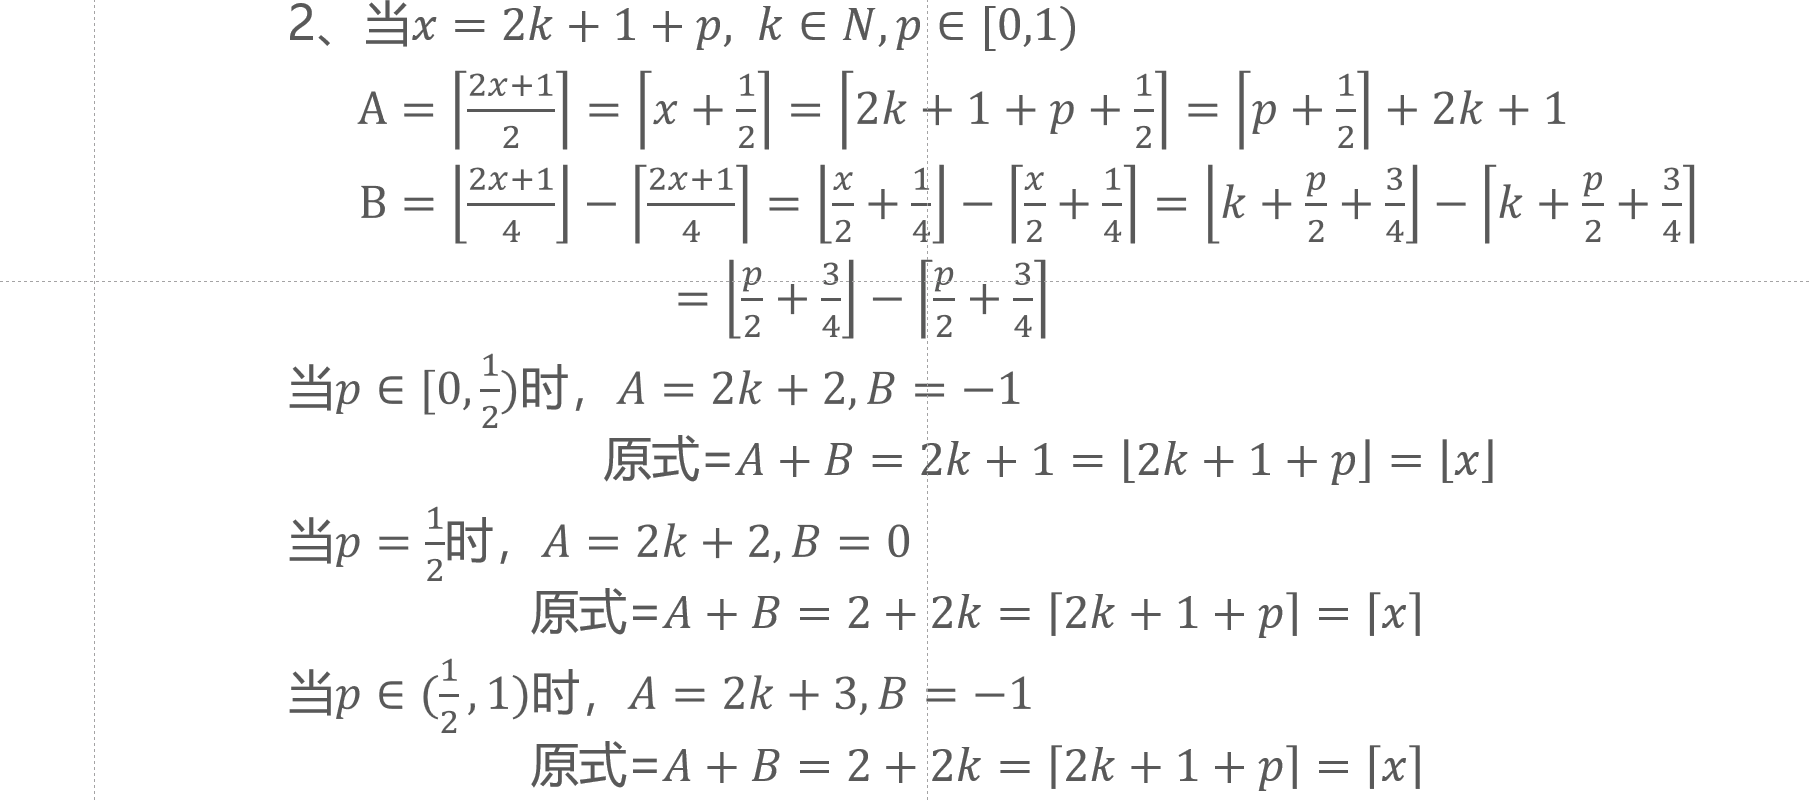 2、当x = 2k + 1 + p, k ∈ N, p ∈ [0,1)
A = ⌈(2x+1)/2⌉ = ⌈x + 1/2⌉ = ⌈2k + 1 + p + 1/2⌉ = ⌈p + 1/2⌉ + 2k + 1
B = ⌊(2x+1)/4⌋ − ⌈(2x+1)/4⌉ = ⌊x/2 + 1/4⌋ − ⌈x/2 + 1/4⌉ = ⌊k + p/2 + 3/4⌋ − ⌈k + p/2 + 3/4⌉
= ⌊p/2 + 3/4⌋ − ⌈p/2 + 3/4⌉
当p ∈ [0, 1/2)时，A = 2k + 2, B = −1
原式=A + B = 2k + 1 = ⌊2k + 1 + p⌋ = ⌊x⌋
当p = 1/2时，A = 2k + 2, B = 0
原式=A + B = 2 + 2k = ⌈2k + 1 + p⌉ = ⌈x⌉
当p ∈ (1/2, 1)时，A = 2k + 3, B = −1
原式=A + B = 2 + 2k = ⌈2k + 1 + p⌉ = ⌈x⌉